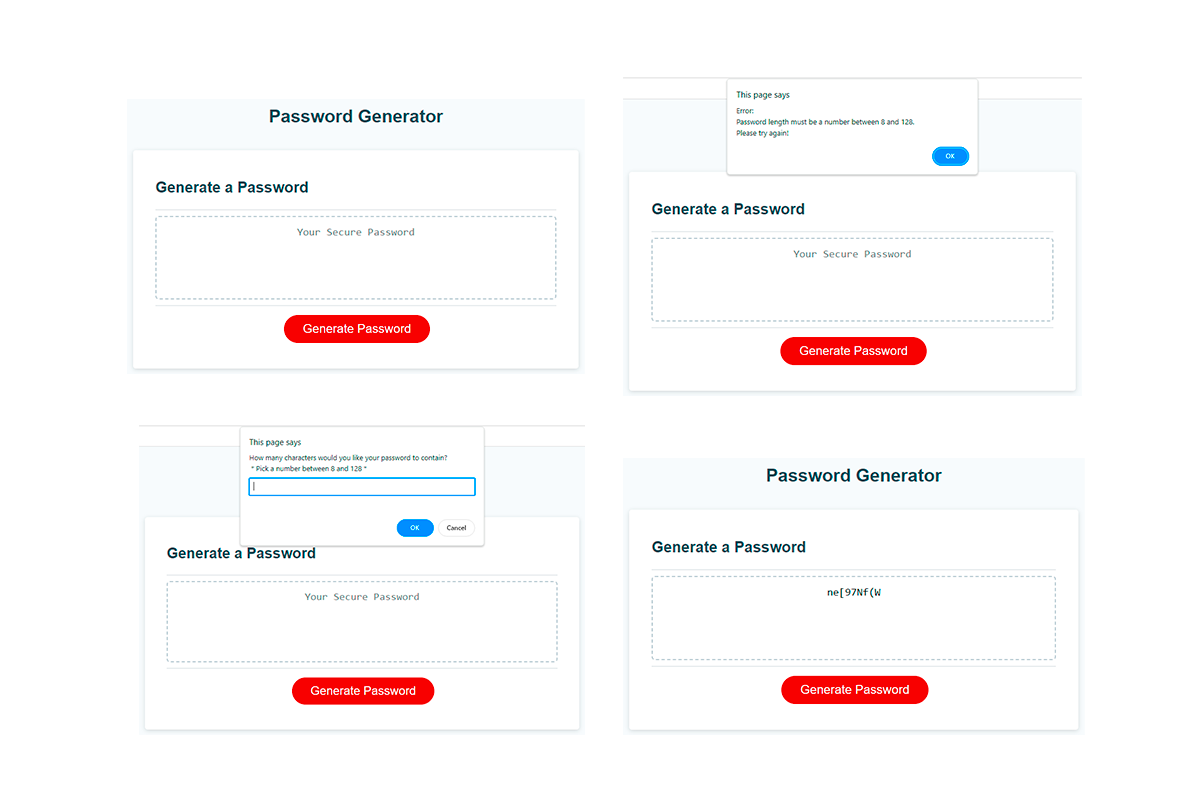 Password Generator
Generate a Password
Your Secure Password
Generate Password
This page says
Error:
Password length must be a number between 8 and 128.
Please try again!
OK
Generate a Password
Your Secure Password
Generate Password
This page says
How many characters would you like your password to contain?
* Pick a number between 8 and 128 *
OK Cancel
Generate a Password
Your Secure Password
Generate Password
Password Generator
Generate a Password
ne[97Nf(W
Generate Password